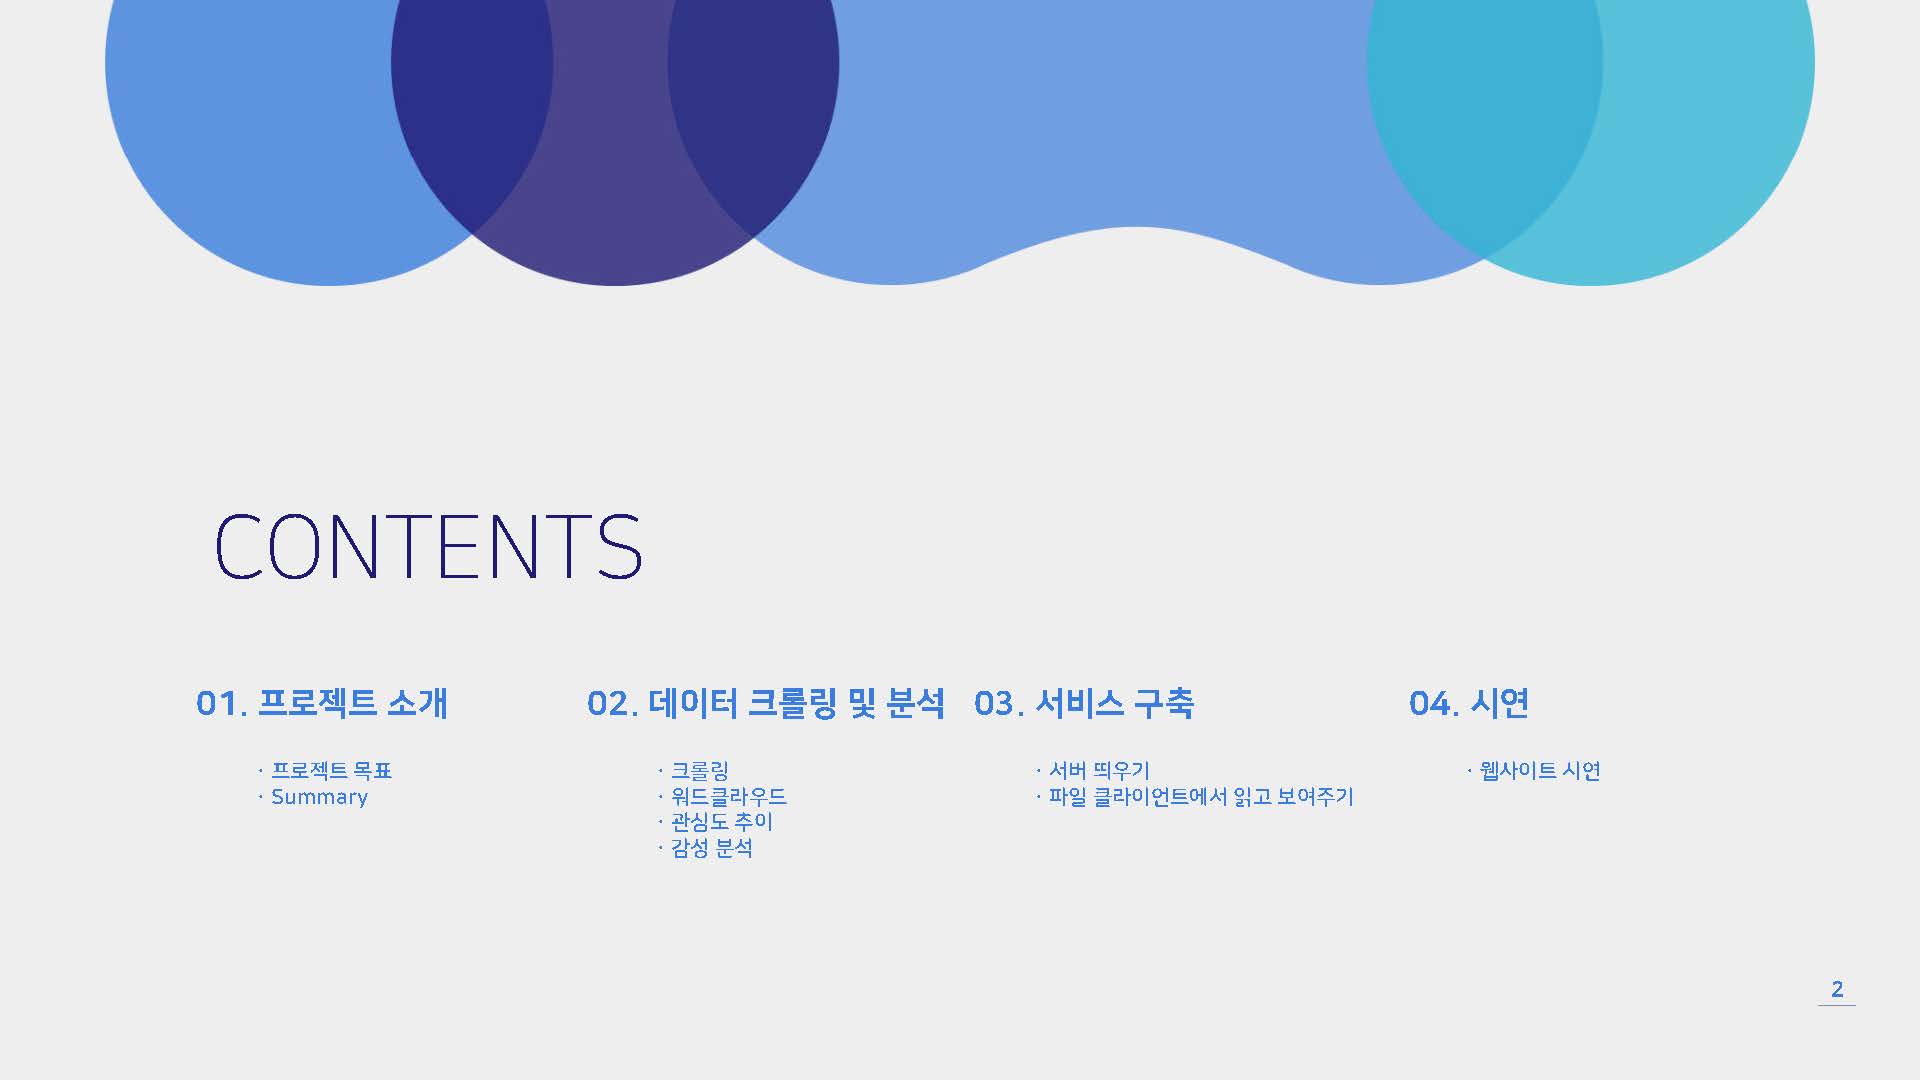 CONTENTS
01. 프로젝트 소개
· 프로젝트 목표
· Summary
02. 데이터 크롤링 및 분석
· 크롤링
· 워드클라우드
· 관심도 추이
· 감성 분석
03. 서비스 구축
· 서버 띄우기
· 파일 클라이언트에서 읽고 보여주기
04. 시연
· 웹사이트 시연
2